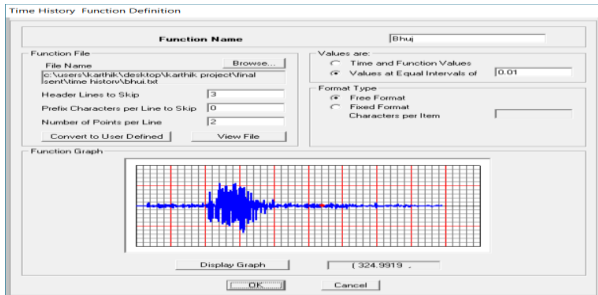 Time History Function Definition
Function Name
Bhuj
Function File
File Name
Browse...
c:\users\karthik\desktop\karthik project\final
sent\time history\bhuj.txt
Header Lines to Skip
3
Prefix Characters per Line to Skip
0
Number of Points per Line
2
Convert to User Defined
View File
Values are:
Time and Function Values
Values at Equal Intervals of
0.01
Format Type
Free Format
Fixed Format
Characters per Item
Function Graph
Display Graph
( 324.9919 ,
OK
Cancel